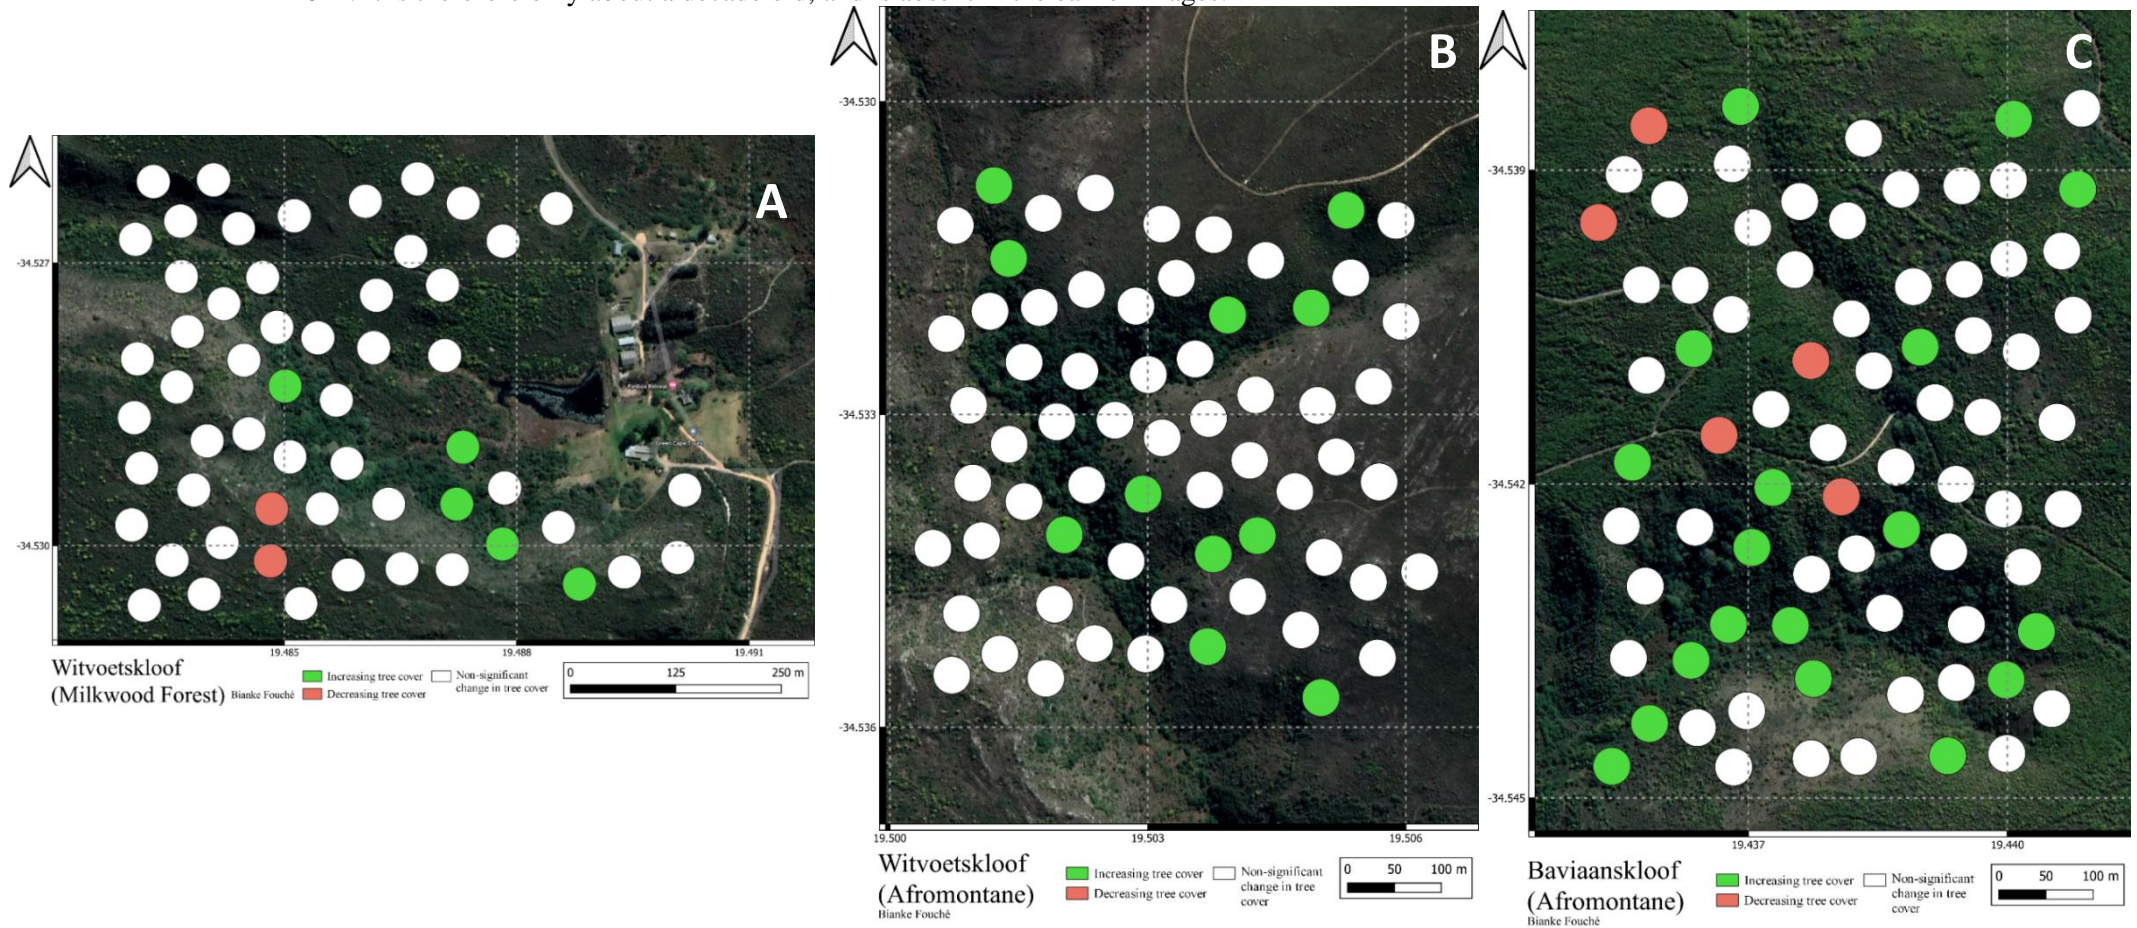 A
-34.527
-34.530
19.485
19.488
19.491
Witvoetskloof
(Milkwood Forest)
Bianke Fouché
Increasing tree cover
Decreasing tree cover
Non-significant
change in tree cover
0
125
250 m
B
-34.530
-34.533
-34.536
19.500
19.503
19.506
Witvoetskloof
(Afromontane)
Bianke Fouché
Increasing tree cover
Decreasing tree cover
Non-significant
change in tree
cover
0
50
100 m
C
-34.539
-34.542
-34.545
19.437
19.440
Baviaanskloof
(Afromontane)
Bianke Fouché
Increasing tree cover
Decreasing tree cover
Non-significant
change in tree
cover
0
50
100 m